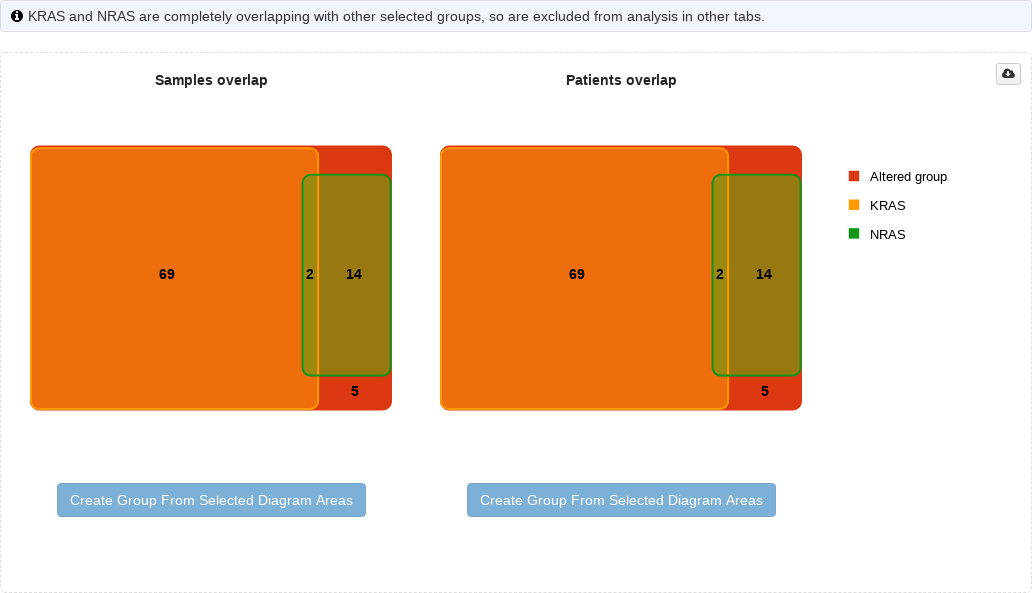 KRAS and NRAS are completely overlapping with other selected groups, so are excluded from analysis in other tabs.
Samples overlap
Patients overlap
Altered group
KRAS
NRAS
69
2
14
5
69
2
14
5
Create Group From Selected Diagram Areas
Create Group From Selected Diagram Areas